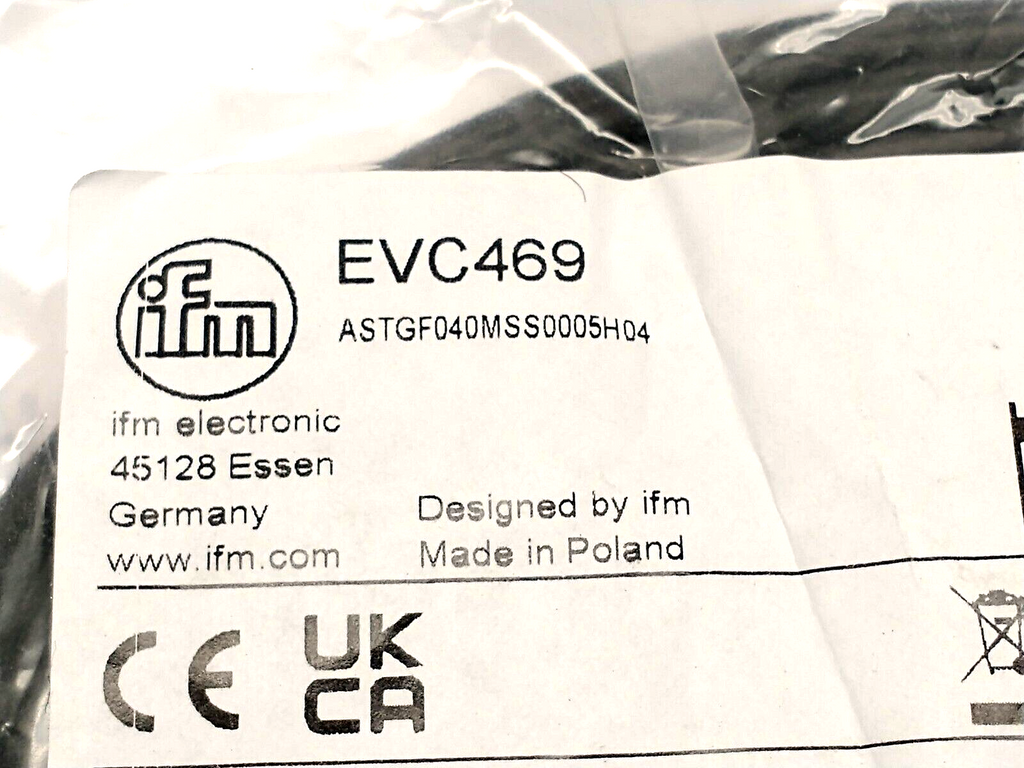 ifm
EVC469
ASTGF040MSS0005H04
ifm electronic
45128 Essen
Germany
www.ifm.com
Designed by ifm
Made in Poland
CE
UK
CA